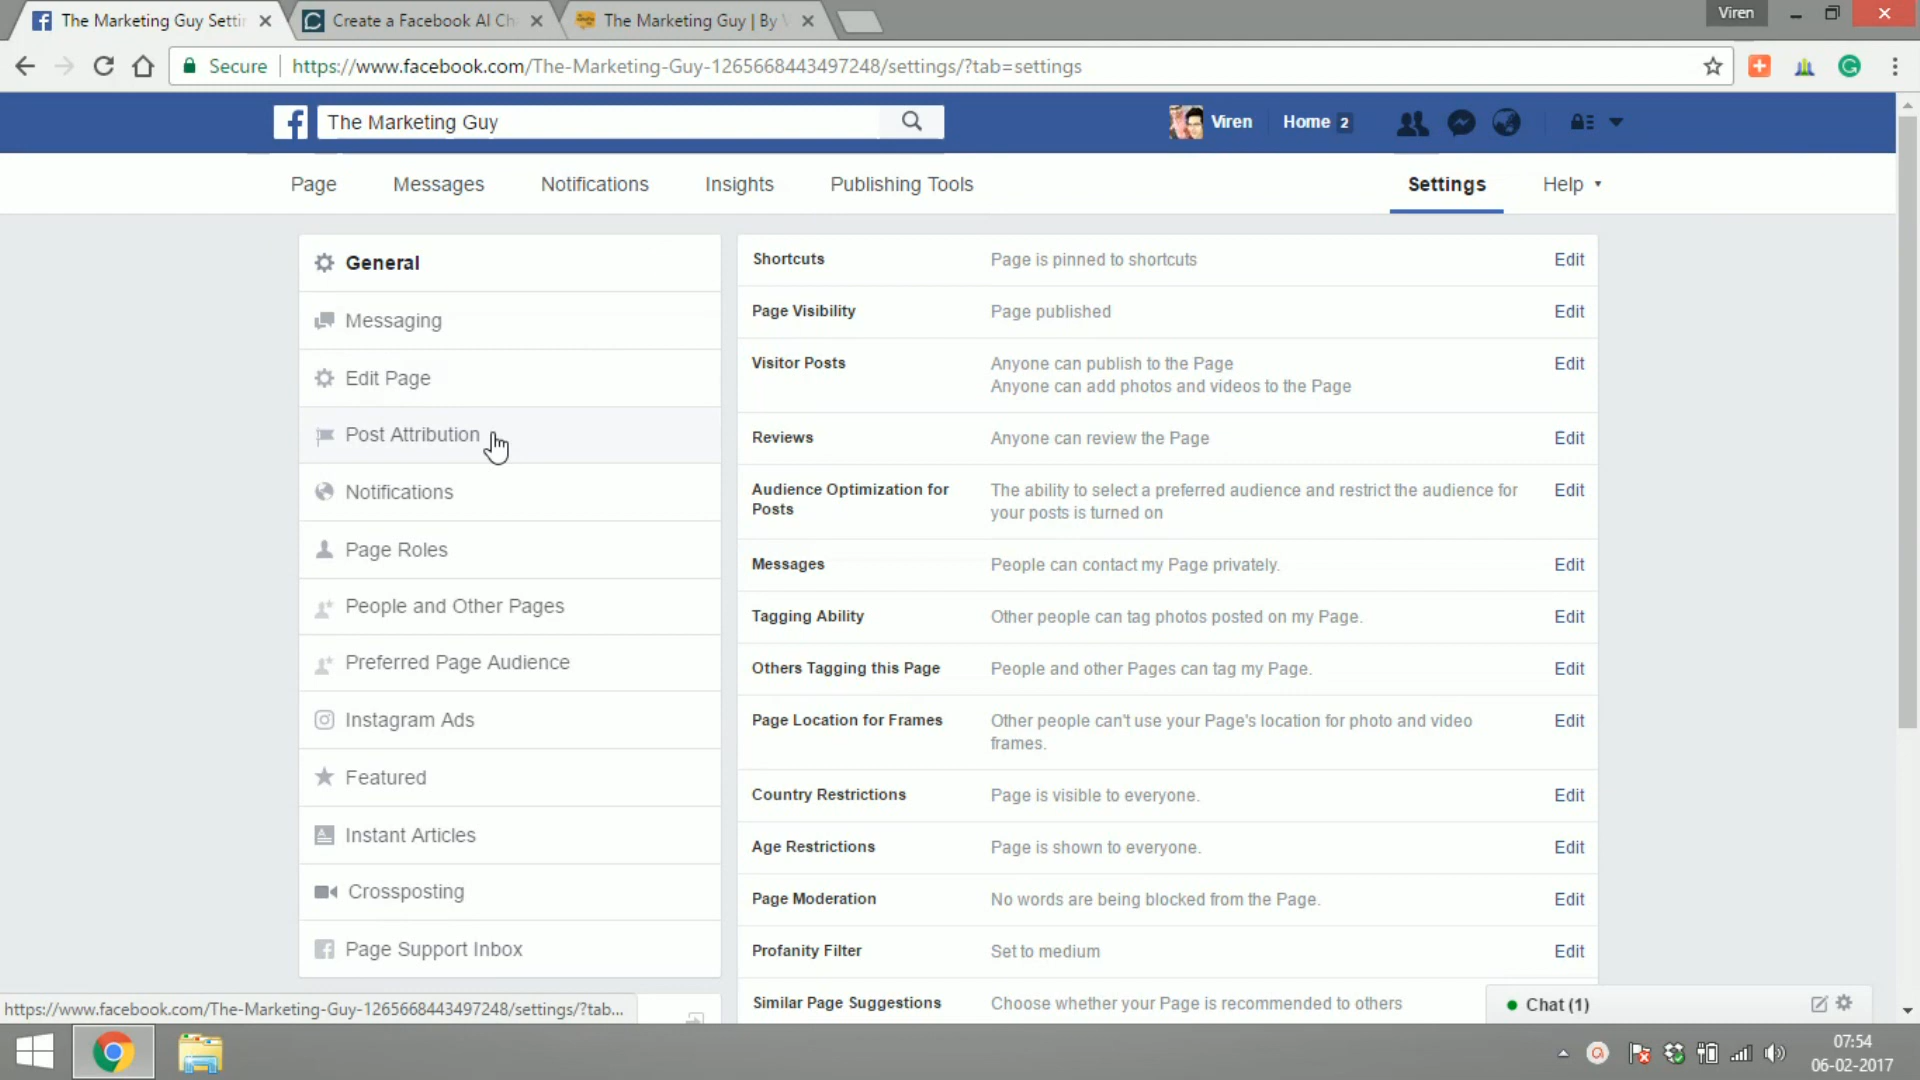 The Marketing Guy Settin
Create a Facebook AI Ch
The Marketing Guy | By V
Viren
Secure
https://www.facebook.com/The-Marketing-Guy-1265668443497248/settings/?tab=settings
The Marketing Guy
Viren
Home 2
Page
Messages
Notifications
Insights
Publishing Tools
Settings
Help
General
Messaging
Edit Page
Post Attribution
Notifications
Page Roles
People and Other Pages
Preferred Page Audience
Instagram Ads
Featured
Instant Articles
Crossposting
Page Support Inbox
Shortcuts
Page is pinned to shortcuts
Edit
Page Visibility
Page published
Edit
Visitor Posts
Anyone can publish to the Page
Anyone can add photos and videos to the Page
Edit
Reviews
Anyone can review the Page
Edit
Audience Optimization for
Posts
The ability to select a preferred audience and restrict the audience for
your posts is turned on
Edit
Messages
People can contact my Page privately.
Edit
Tagging Ability
Other people can tag photos posted on my Page.
Edit
Others Tagging this Page
People and other Pages can tag my Page.
Edit
Page Location for Frames
Other people can't use your Page's location for photo and video
frames.
Edit
Country Restrictions
Page is visible to everyone.
Edit
Age Restrictions
Page is shown to everyone.
Edit
Page Moderation
No words are being blocked from the Page.
Edit
Profanity Filter
Set to medium
Edit
Similar Page Suggestions
Choose whether your Page is recommended to others
https://www.facebook.com/The-Marketing-Guy-1265668443497248/settings/?tab...
Chat (1)
07:54
06-02-2017